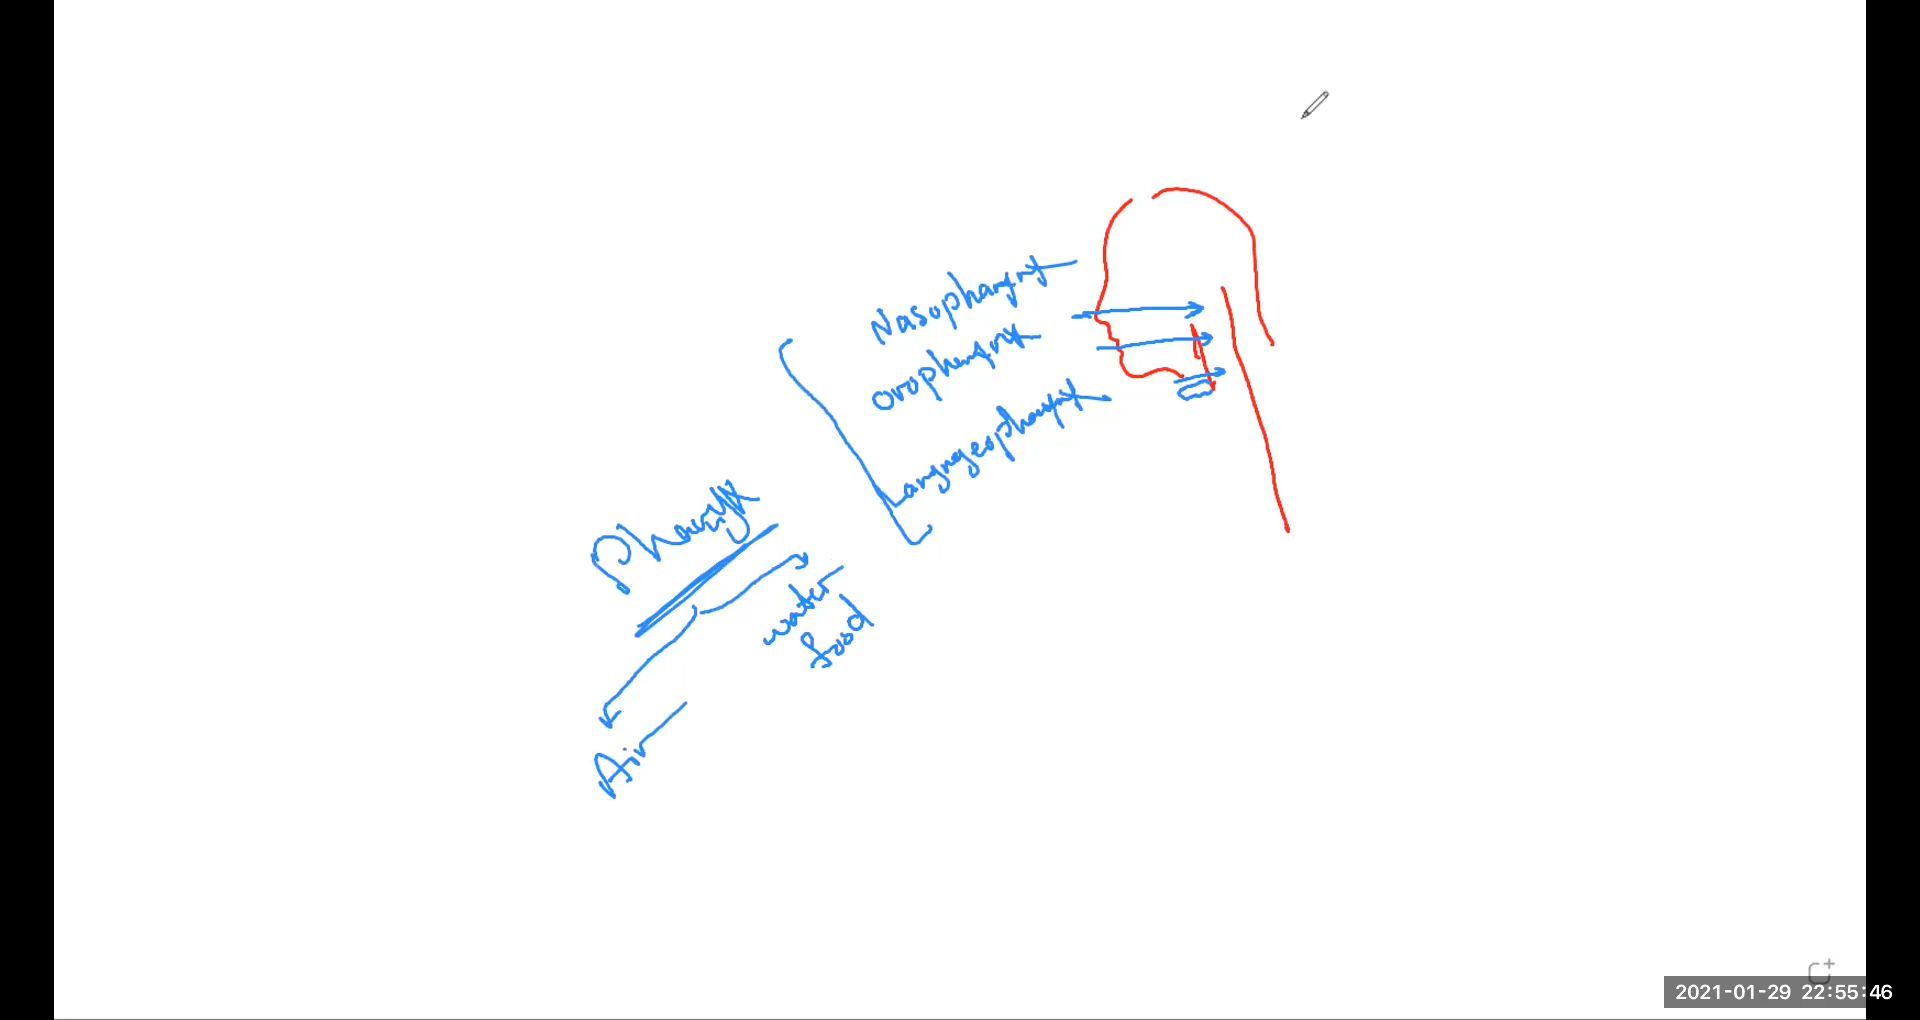 Nasopharynx
oropharynx
Laryngeopharynx
Pharynx
water
food
Air
2021-01-29 22:55:46